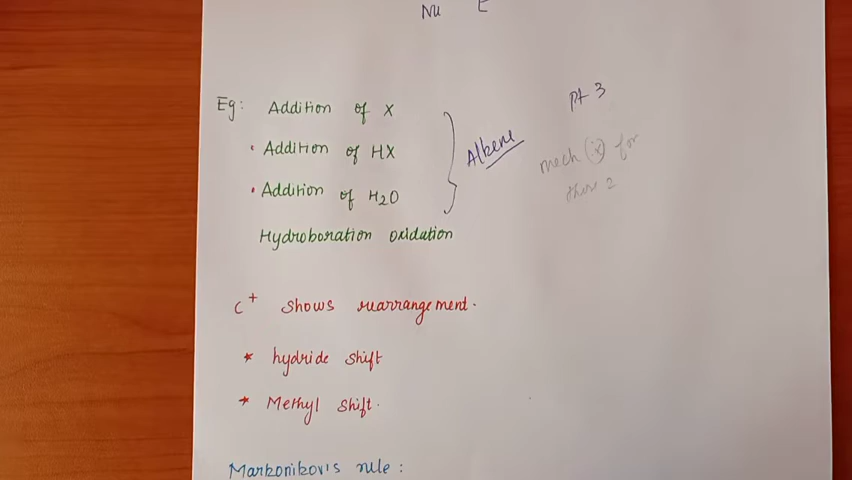 Nu E
Eg: Addition of X
• Addition of HX
• Addition of H2O
Hydroboration oxidation
Alkene
pt 3
mech (ix) for
these 2
C+ shows rearrangement.
* hydride shift
* Methyl shift.
Markonikov's rule: